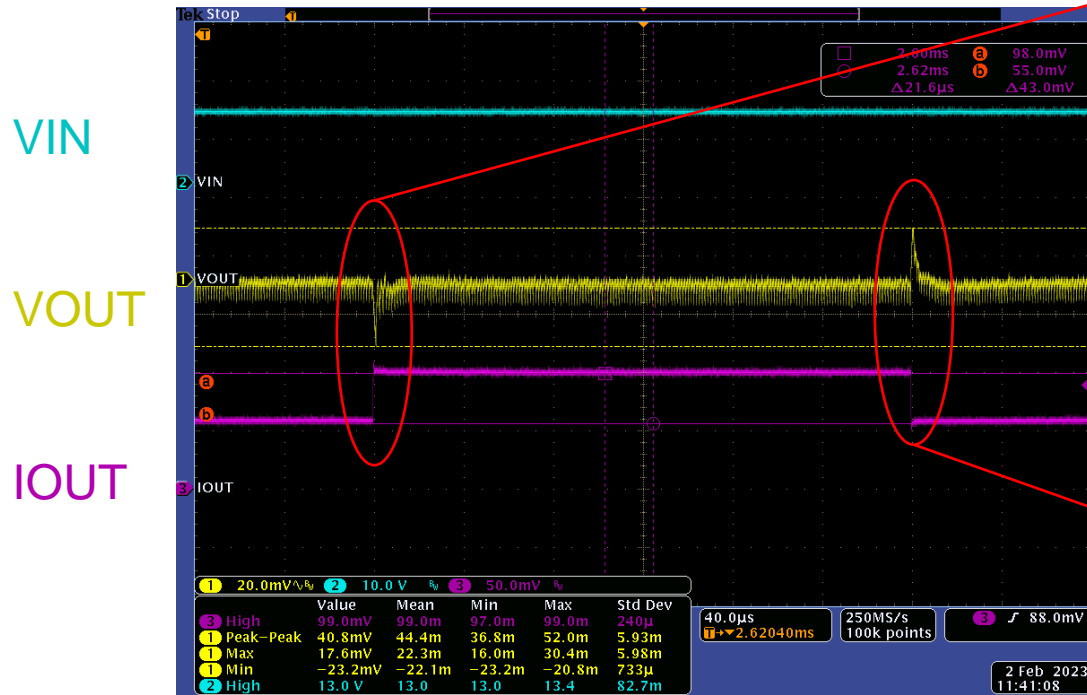 Tek Stop
T
T
2.60ms a 98.0mV
2.62ms b 55.0mV
Δ21.6µs Δ43.0mV
VIN
2 VIN
1 VOUT
VOUT
a
b
IOUT
3 IOUT
1 20.0mV∿ Bw 2 10.0 V Bw 3 50.0mV Bw
Value Mean Min Max Std Dev
3 High 99.0mV 99.0m 97.0m 99.0m 240µ
1 Peak-Peak 40.8mV 44.4m 36.8m 52.0m 5.93m
1 Max 17.6mV 22.3m 16.0m 30.4m 5.98m
1 Min -23.2mV -22.1m -23.2m -20.8m 733µ
2 High 13.0 V 13.0 13.0 13.4 82.7m
40.0µs
T→▾2.62040ms
250MS/s
100k points
3 ∫ 88.0mV
2 Feb 2023
11:41:08